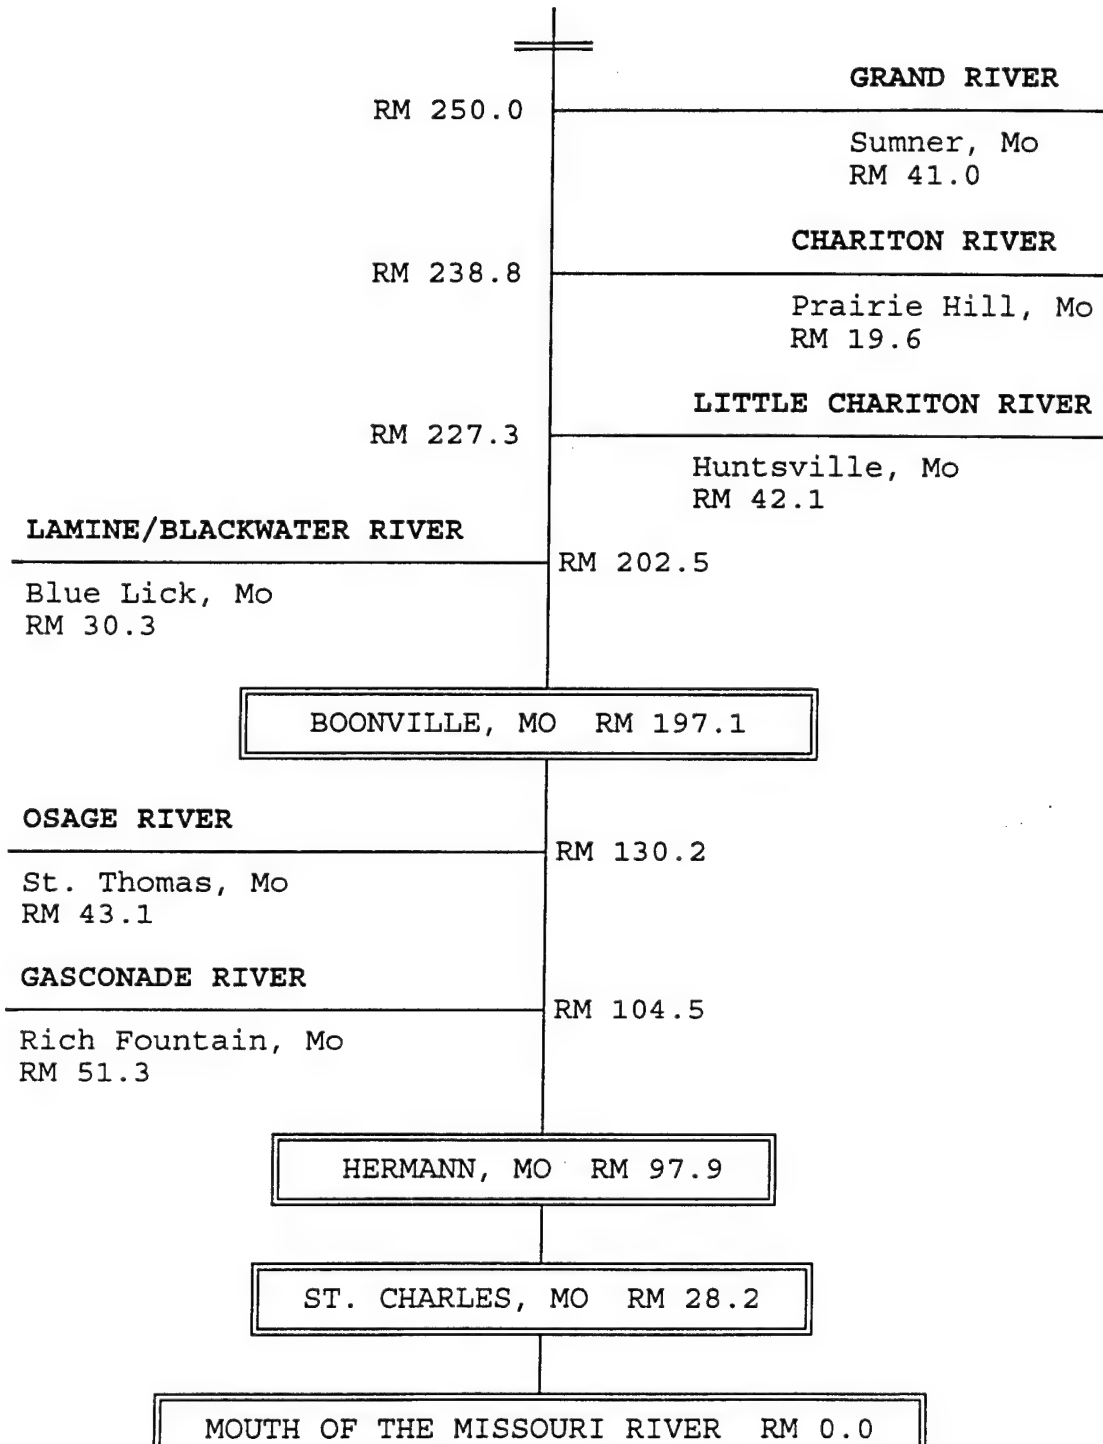 GRAND RIVER
RM 250.0
Sumner, Mo
RM 41.0
CHARITON RIVER
RM 238.8
Prairie Hill, Mo
RM 19.6
LITTLE CHARITON RIVER
RM 227.3
Huntsville, Mo
RM 42.1
LAMINE/BLACKWATER RIVER
RM 202.5
Blue Lick, Mo
RM 30.3
BOONVILLE, MO RM 197.1
OSAGE RIVER
RM 130.2
St. Thomas, Mo
RM 43.1
GASCONADE RIVER
RM 104.5
Rich Fountain, Mo
RM 51.3
HERMANN, MO RM 97.9
ST. CHARLES, MO RM 28.2
MOUTH OF THE MISSOURI RIVER RM 0.0